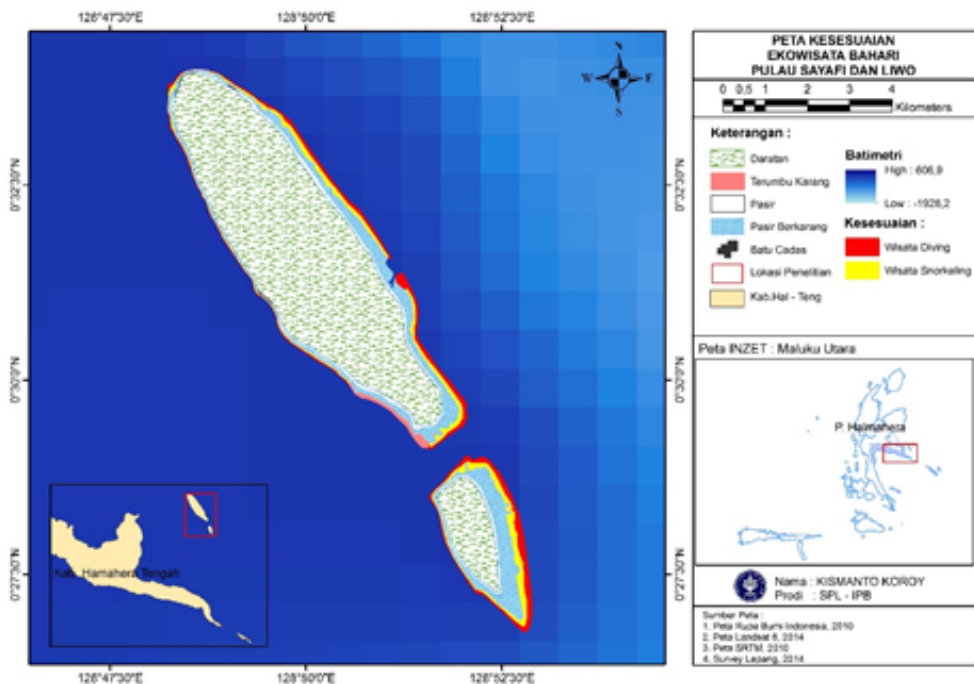 128°47'30"E 128°50'0"E 128°52'30"E
0°32'30"N 0°32'30"N
0°30'0"N 0°30'0"N
0°27'30"N 0°27'30"N
128°47'30"E 128°50'0"E 128°52'30"E
N
W E
S
Kab. Hamahera Tengah
PETA KESESUAIAN
EKOWISATA BAHARI
PULAU SAYAFI DAN LIWO
0 0,5 1 2 3 4
Kilometers
Keterangan :
Daratan
Terumbu Karang
Pasir
Pasir Berkarang
Batu Cadas
Lokasi Penelitian
Kab.Hal - Teng
Batimetri
High : 606,9
Low : -1926,2
Kesesuaian :
Wisata Diving
Wisata Snorkaling
Peta INZET : Maluku Utara
P. Halmahera
Nama : KISMANTO KOROY
Prodi : SPL - IPB
Sumber Peta :
1. Peta Rupa Bumi Indonesia, 2010
2. Peta Landsat 8, 2014
3. Peta SRTM, 2010
4. Survey Lapang, 2014